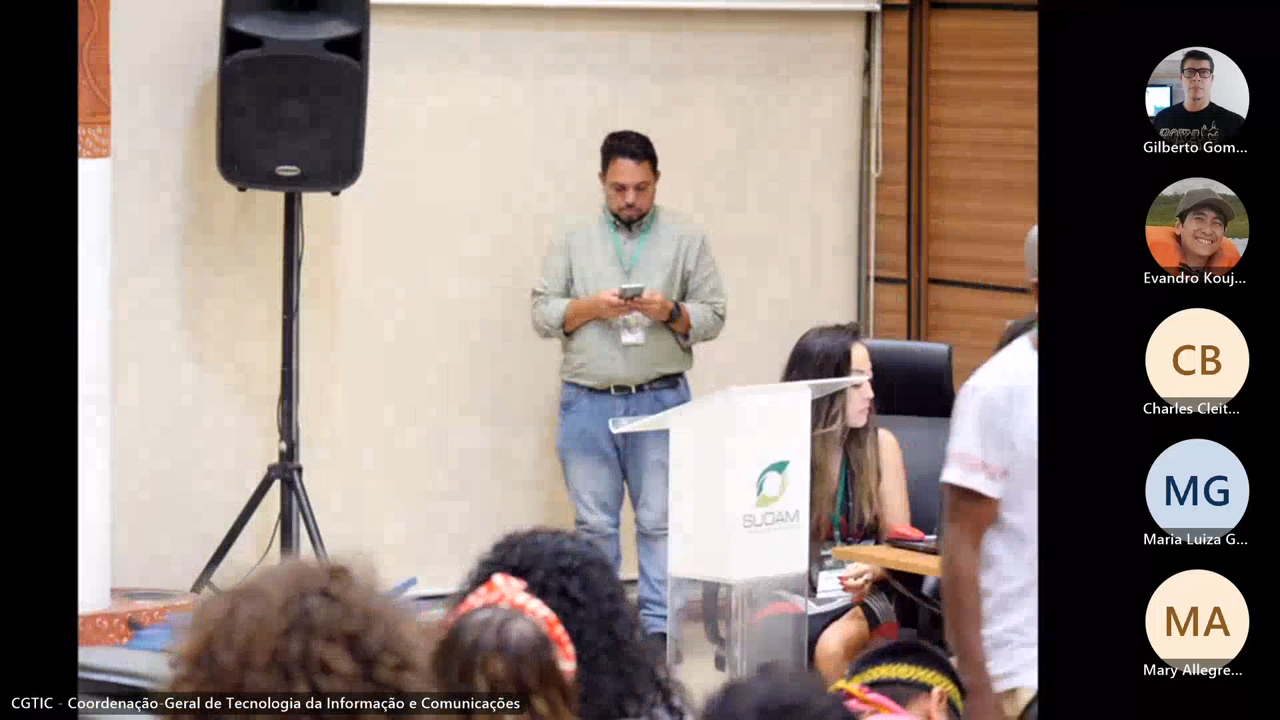 Gilberto Gom...
Evandro Kouj...
CB
Charles Cleit...
MG
Maria Luiza G...
MA
Mary Allegre...
SUDAM
CGTIC - Coordenação-Geral de Tecnologia da Informação e Comunicações